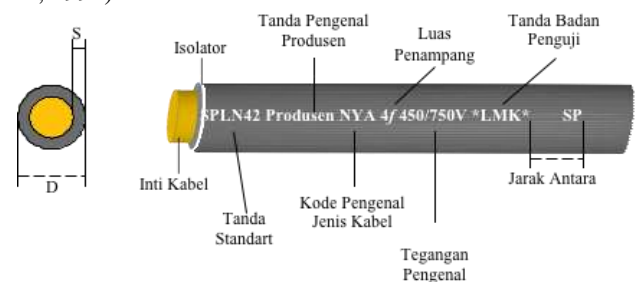 S
D
Isolator
Tanda Pengenal
Produsen
Luas
Penampang
Tanda Badan
Penguji
SPLN42 Produsen NYA 4f 450/750V *LMK* SP
Inti Kabel
Tanda
Standart
Kode Pengenal
Jenis Kabel
Tegangan
Pengenal
Jarak Antara